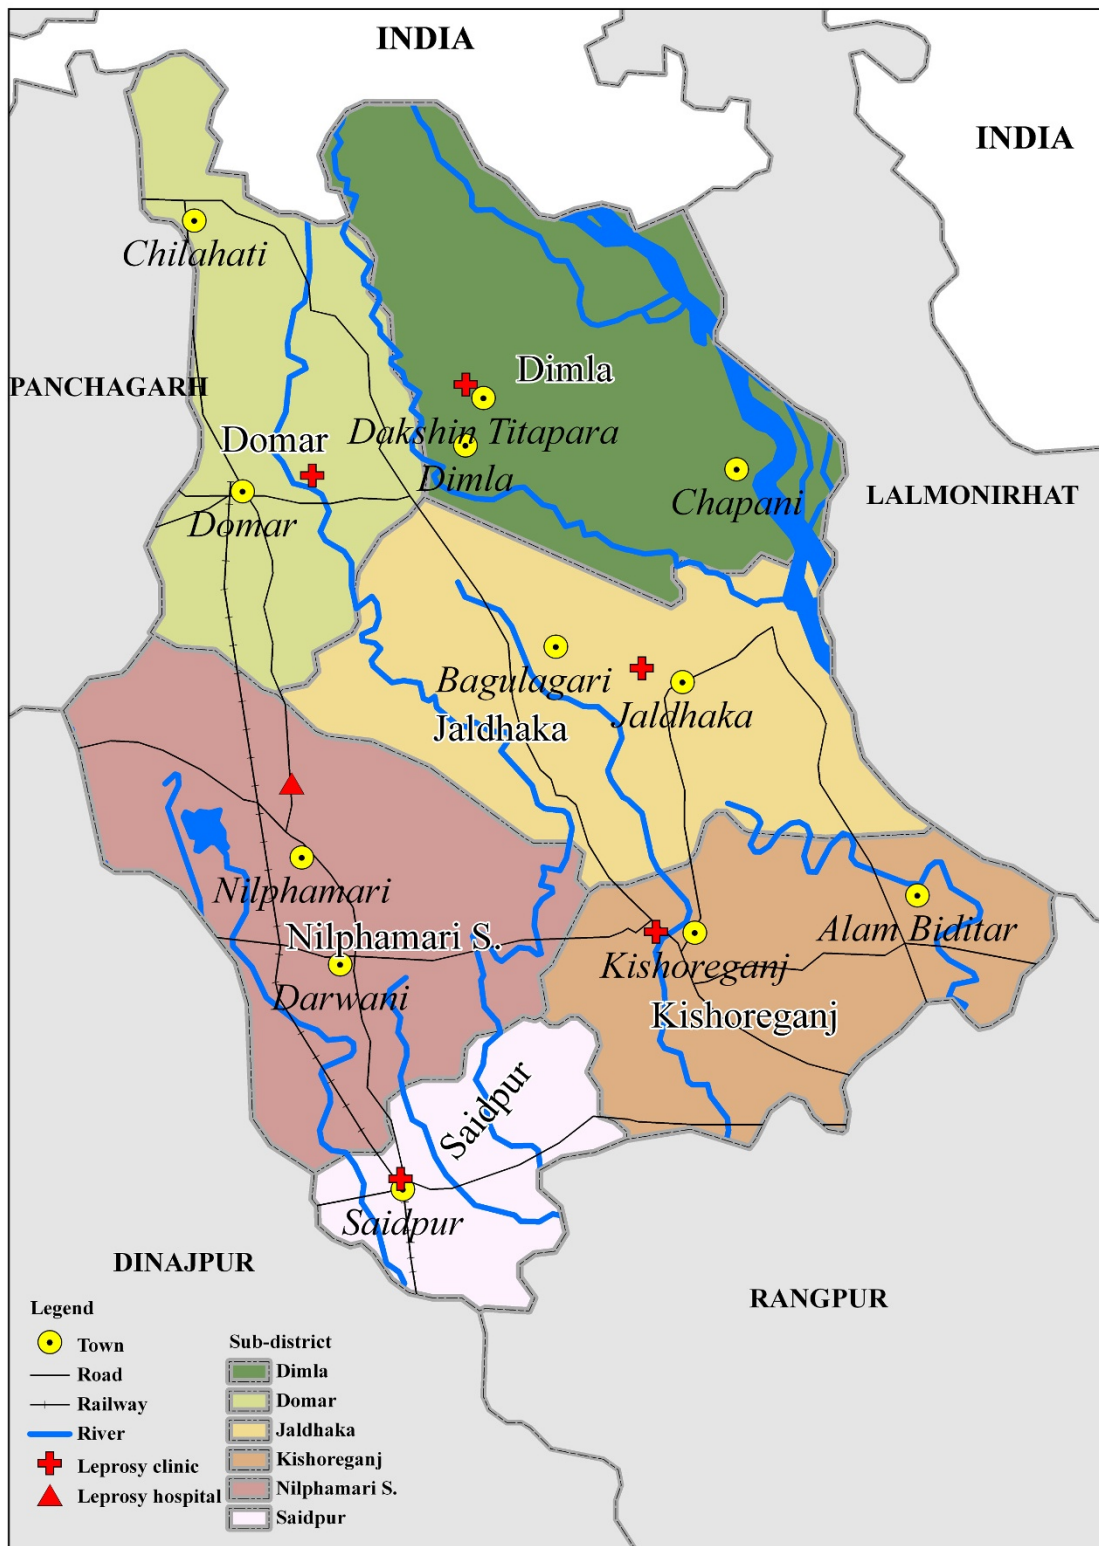 INDIA
INDIA
Chilahati
PANCHAGARH
Dimla
Domar
Dakshin Titapara
Dimla
Chapani
LALMONIRHAT
Domar
Bagulagari
Jaldhaka
Jaldhaka
Nilphamari
Alam Biditar
Nilphamari S.
Kishoreganj
Darwani
Kishoreganj
Saidpur
Saidpur
DINAJPUR
RANGPUR
Legend
Town
Road
Railway
River
Leprosy clinic
Leprosy hospital
Sub-district
Dimla
Domar
Jaldhaka
Kishoreganj
Nilphamari S.
Saidpur